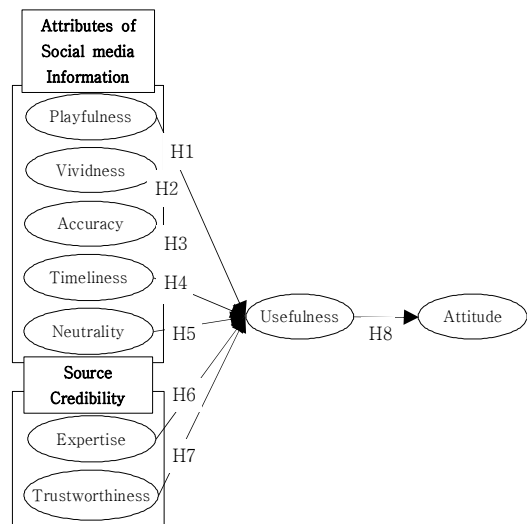 Attributes of
Social media
Information
Playfulness
H1
Vividness
H2
Accuracy
H3
Timeliness
H4
Neutrality
H5
Usefulness
H8
Attitude
Source
Credibility
H6
Expertise
H7
Trustworthiness